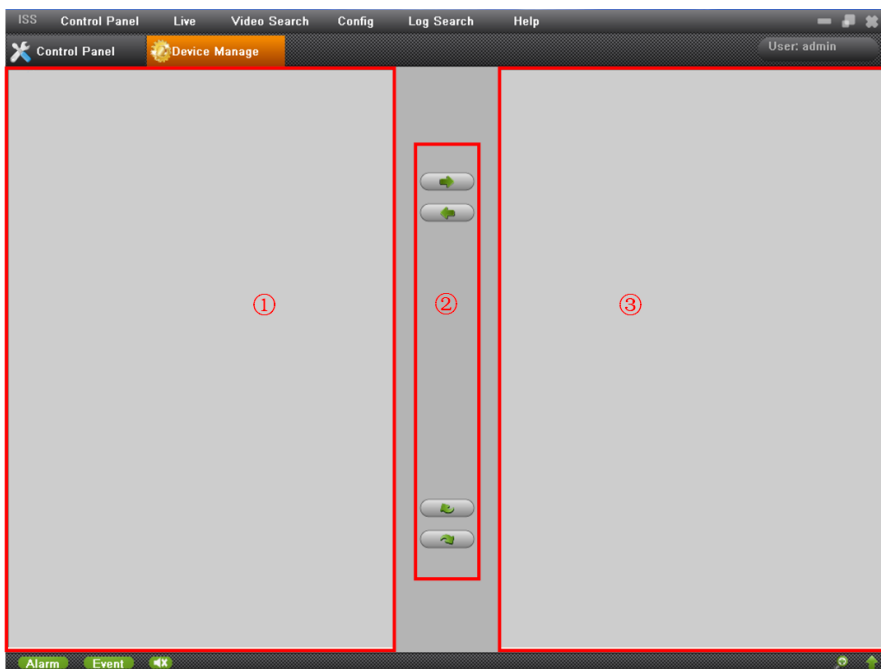 ISS Control Panel Live Video Search Config Log Search Help
Control Panel Device Manage User: admin
① ② ③
Alarm Event